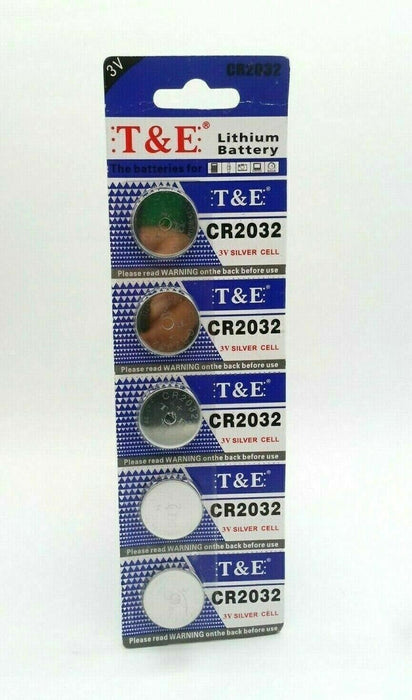 3V
CR2032
T&E® Lithium
Battery
The batteries for
T&E
CR2032
3V SILVER CELL
Please read WARNING onthe back before use
T&E
CR2032
3V SILVER CELL
Please read WARNING onthe back before use
T&E
CR2032
3V SILVER CELL
Please read WARNING onthe back before use
T&E
CR2032
3V SILVER CELL
Please read WARNING onthe back before use
T&E
CR2032
3V SILVER CELL
Please read WARNING onthe back before use